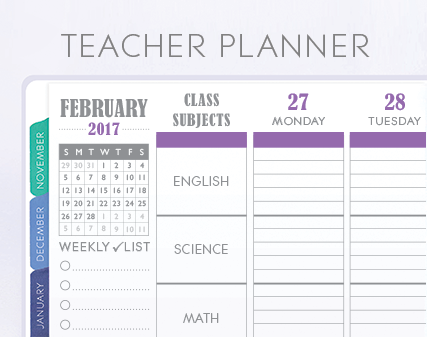 TEACHER PLANNER
FEBRUARY
2017
S M T W T F S
29 30 31 1 2 3 4
5 6 7 8 9 10 11
12 13 14 15 16 17 18
19 20 21 22 23 24 25
26 27 28 1 2 3 4
5 6 7 8 9 10 11
WEEKLY ✓LIST
CLASS
SUBJECTS
ENGLISH
SCIENCE
MATH
27
MONDAY
28
TUESDAY
NOVEMBER
DECEMBER
JANUARY